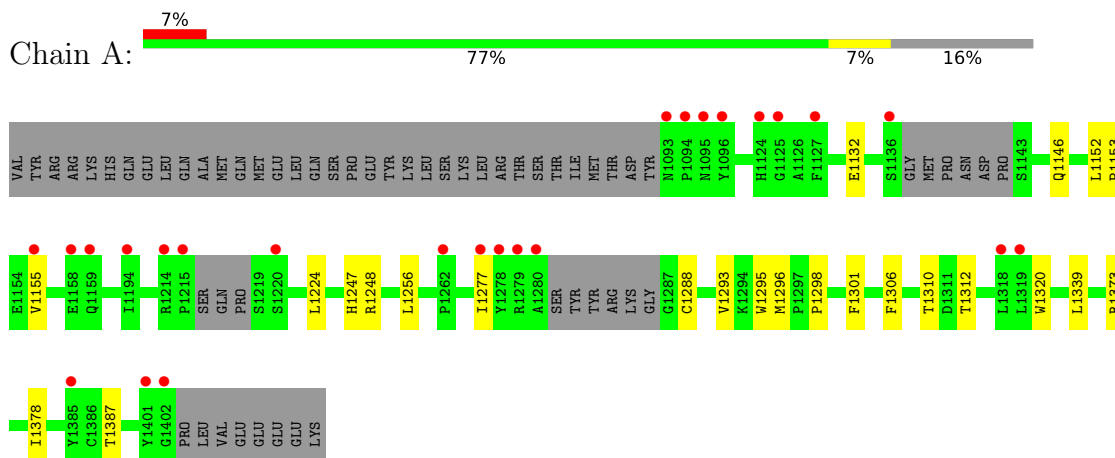 7%
Chain A:
77% 7% 16%
VAL TYR ARG ARG LYS HIS GLN GLU LEU GLN ALA MET GLN MET GLU LEU GLN SER PRO GLU TYR LYS LEU SER LYS LEU ARG THR SER THR ILE MET THR ASP TYR N1093 P1094 N1095 Y1096 H1124 G1125 A1126 F1127 E1132 S1136 GLY MET PRO ASN ASP PRO S1143 Q1146 L1152
E1154 V1155 E1158 Q1159 I1194 R1214 P1215 SER GLN PRO S1219 S1220 L1224 H1247 R1248 L1256 P1262 I1277 Y1278 R1279 A1280 SER TYR TYR ARG LYS GLY G1287 C1288 V1293 K1294 W1295 M1296 P1297 P1298 F1301 F1306 T1310 D1311 T1312 L1318 L1319 W1320 L1339
I1378 Y1385 C1386 T1387 Y1401 G1402 PRO LEU VAL GLU GLU GLU GLU LYS